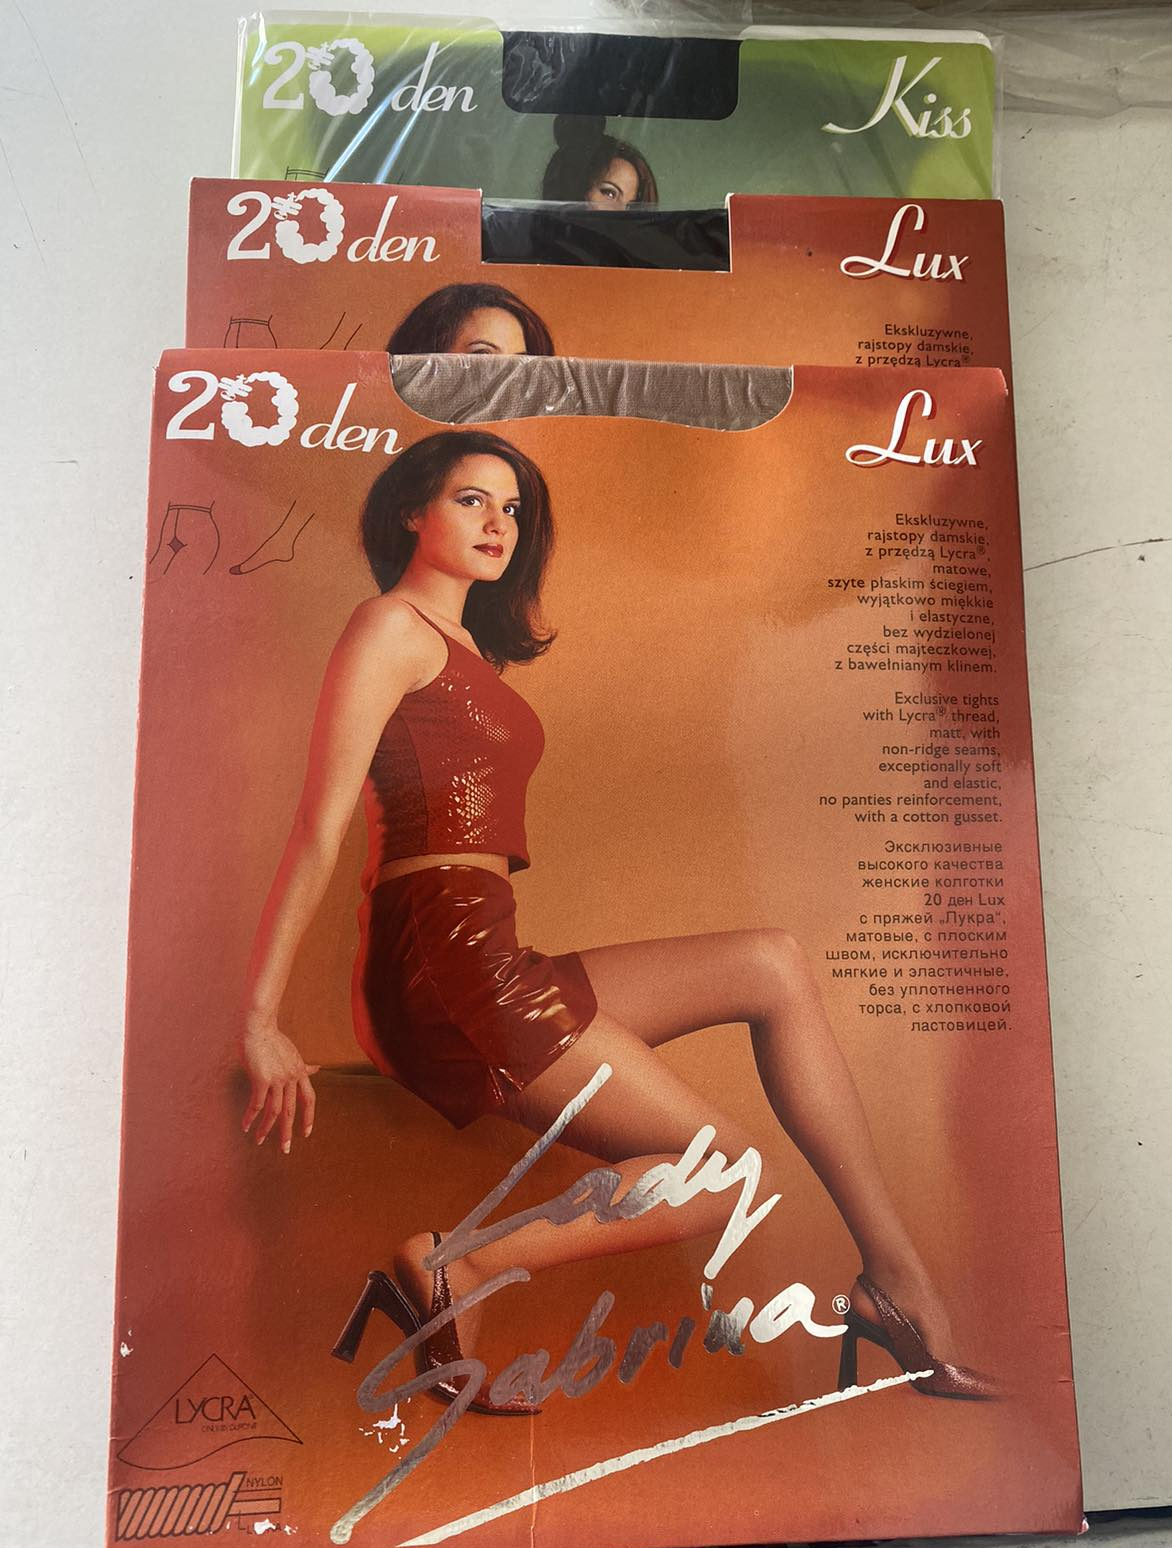 20 den
Kiss
20 den
Lux
Ekskluzywne,
rajstopy damskie,
z przędzą Lycra®
20 den
Lux
Ekskluzywne,
rajstopy damskie,
z przędzą Lycra®,
matowe,
szyte płaskim ściegiem,
wyjątkowo miękkie
i elastyczne,
bez wydzielonej
części majteczkowej,
z bawełnianym klinem.
Exclusive tights
with Lycra® thread,
matt, with
non-ridge seams,
exceptionally soft
and elastic,
no panties reinforcement,
with a cotton gusset.
Эксклюзивные
высокого качества
женские колготки
20 ден Lux
с пряжей „Лукра“,
матовые, с плоским
швом, исключительно
мягкие и эластичные,
без уплотненного
торса, с хлопковой
ластовицей.
Lady
Sabrina®
LYCRA
ONLY BY DUPONT
NYLON